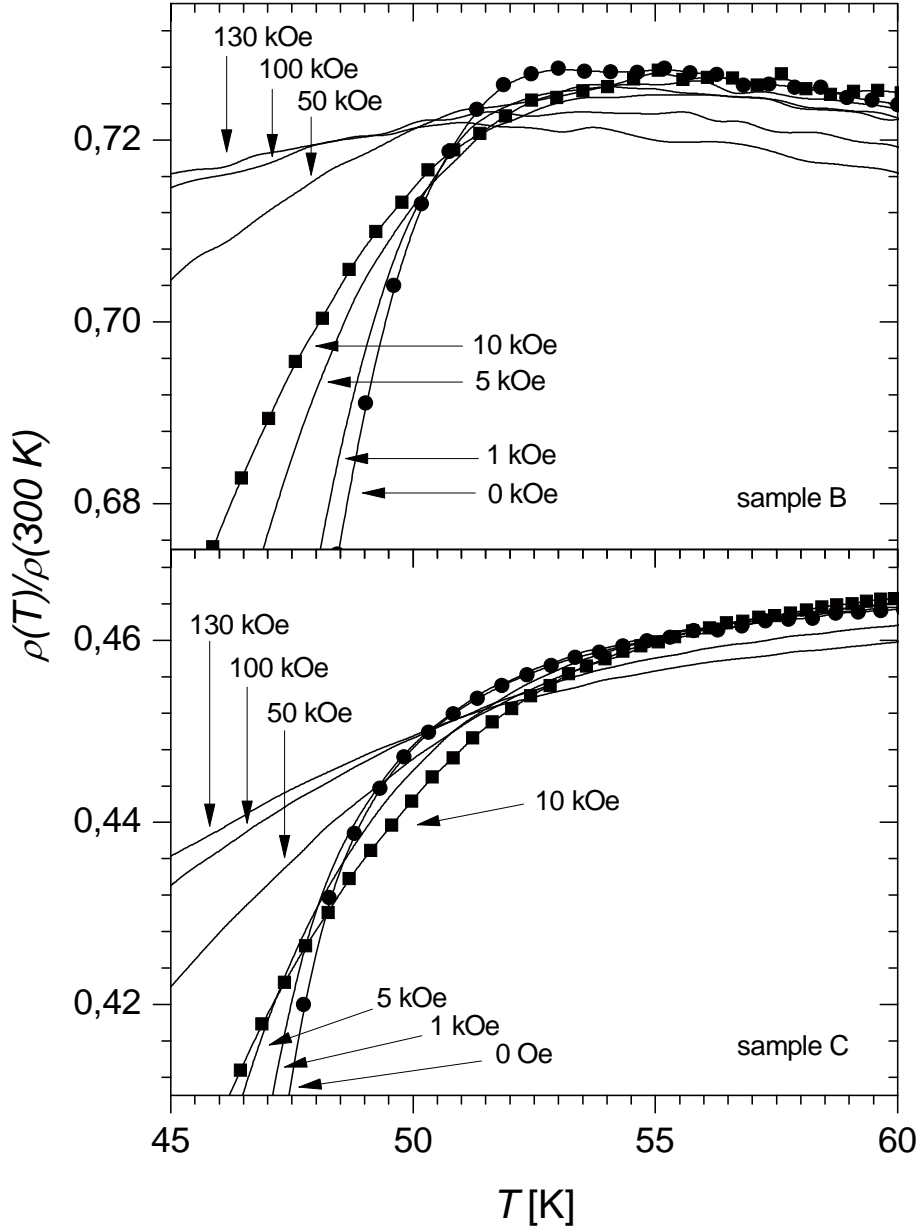 130 kOe
100 kOe
50 kOe
0,72
0,70
10 kOe
5 kOe
1 kOe
0 kOe
0,68
sample B
ρ(T)/ρ(300 K)
0,46
130 kOe
100 kOe
50 kOe
0,44
10 kOe
0,42
5 kOe
1 kOe
0 Oe
sample C
45 50 55 60
T [K]